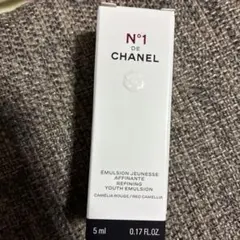 N°1
DE
CHANEL
ÉMULSION JEUNESSE
AFFINANTE
REFINING
YOUTH EMULSION
CAMÉLIA ROUGE / RED CAMELLIA
5 ml 0.17 FL.OZ.